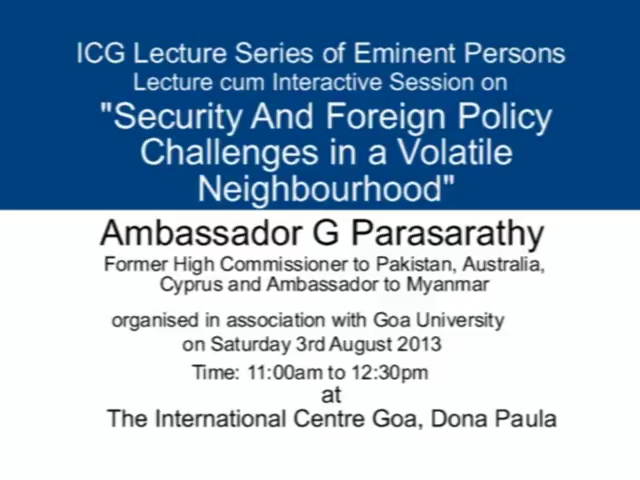 ICG Lecture Series of Eminent Persons
Lecture cum Interactive Session on
"Security And Foreign Policy
Challenges in a Volatile
Neighbourhood"
Ambassador G Parasarathy
Former High Commissioner to Pakistan, Australia,
Cyprus and Ambassador to Myanmar
organised in association with Goa University
on Saturday 3rd August 2013
Time: 11:00am to 12:30pm
at
The International Centre Goa, Dona Paula